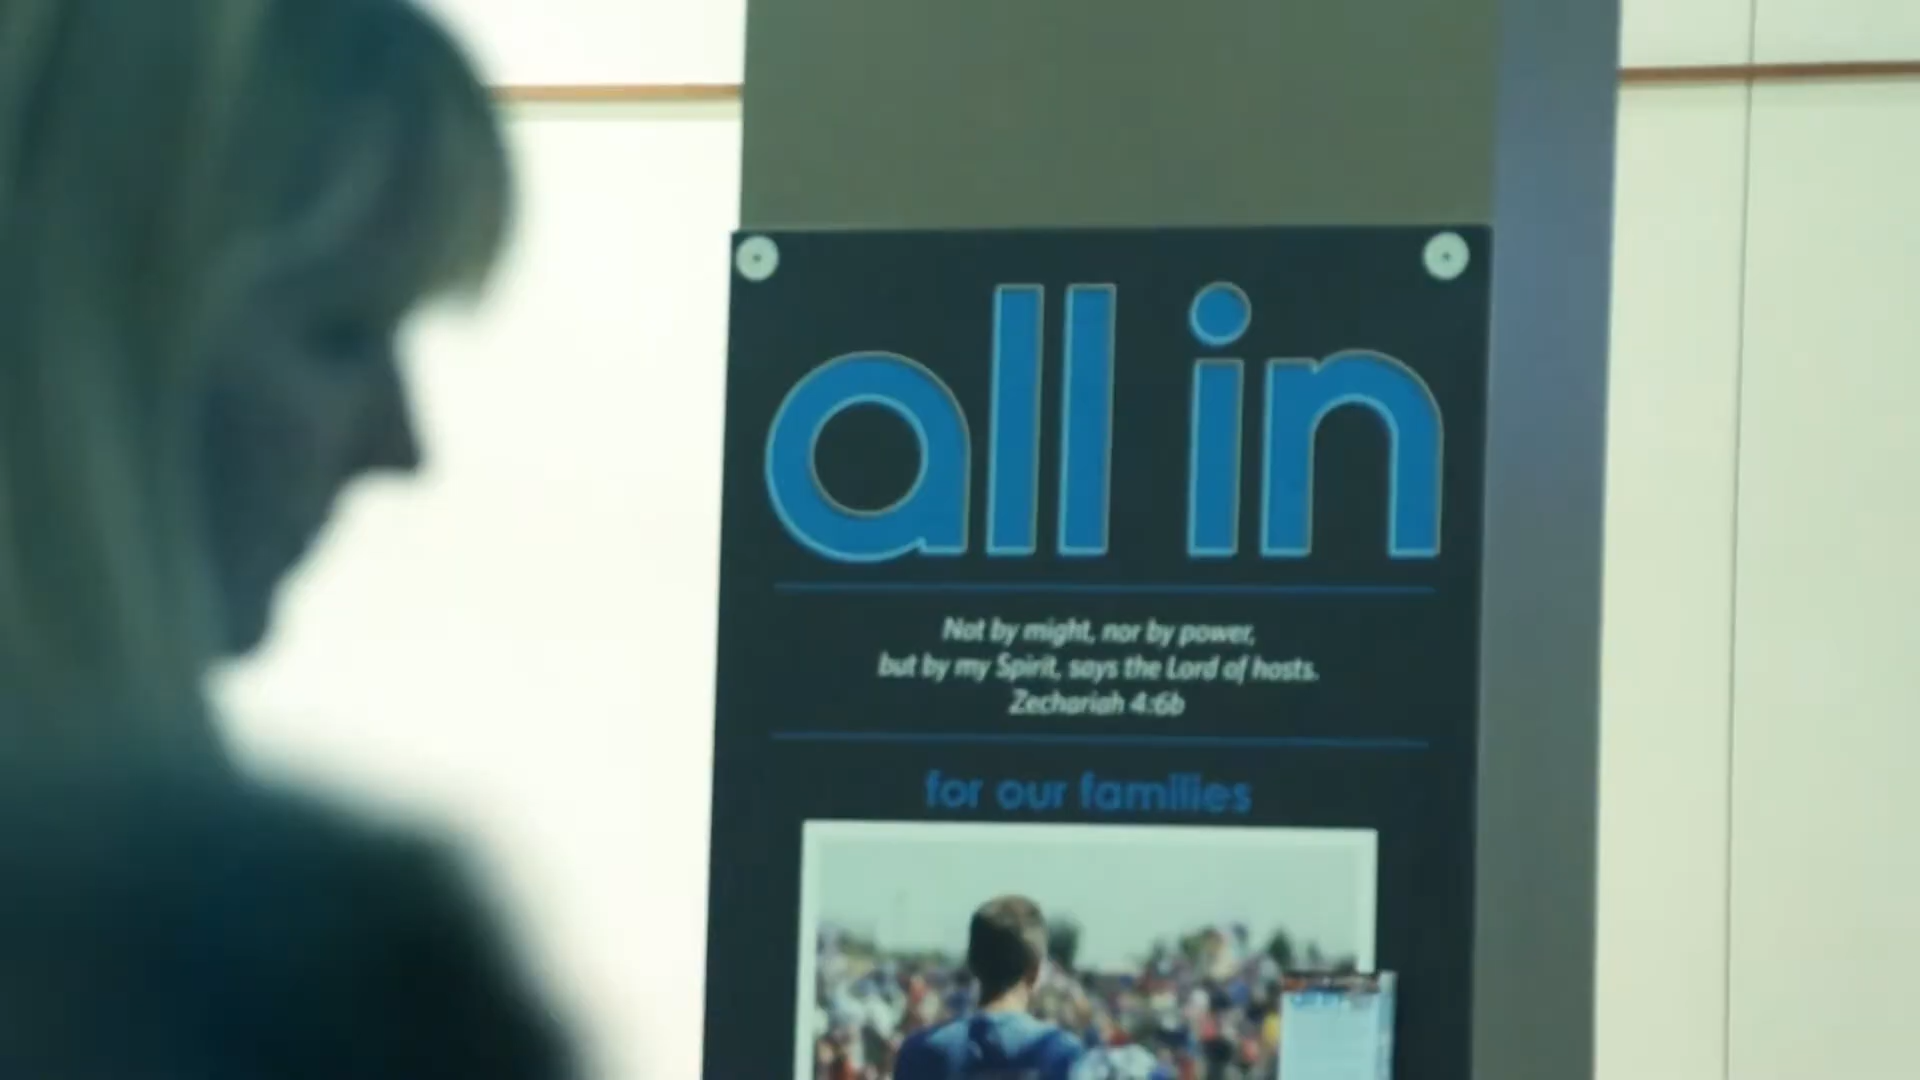 all in
Not by might, nor by power,
but by my Spirit, says the Lord of hosts.
Zechariah 4:6b
for our families